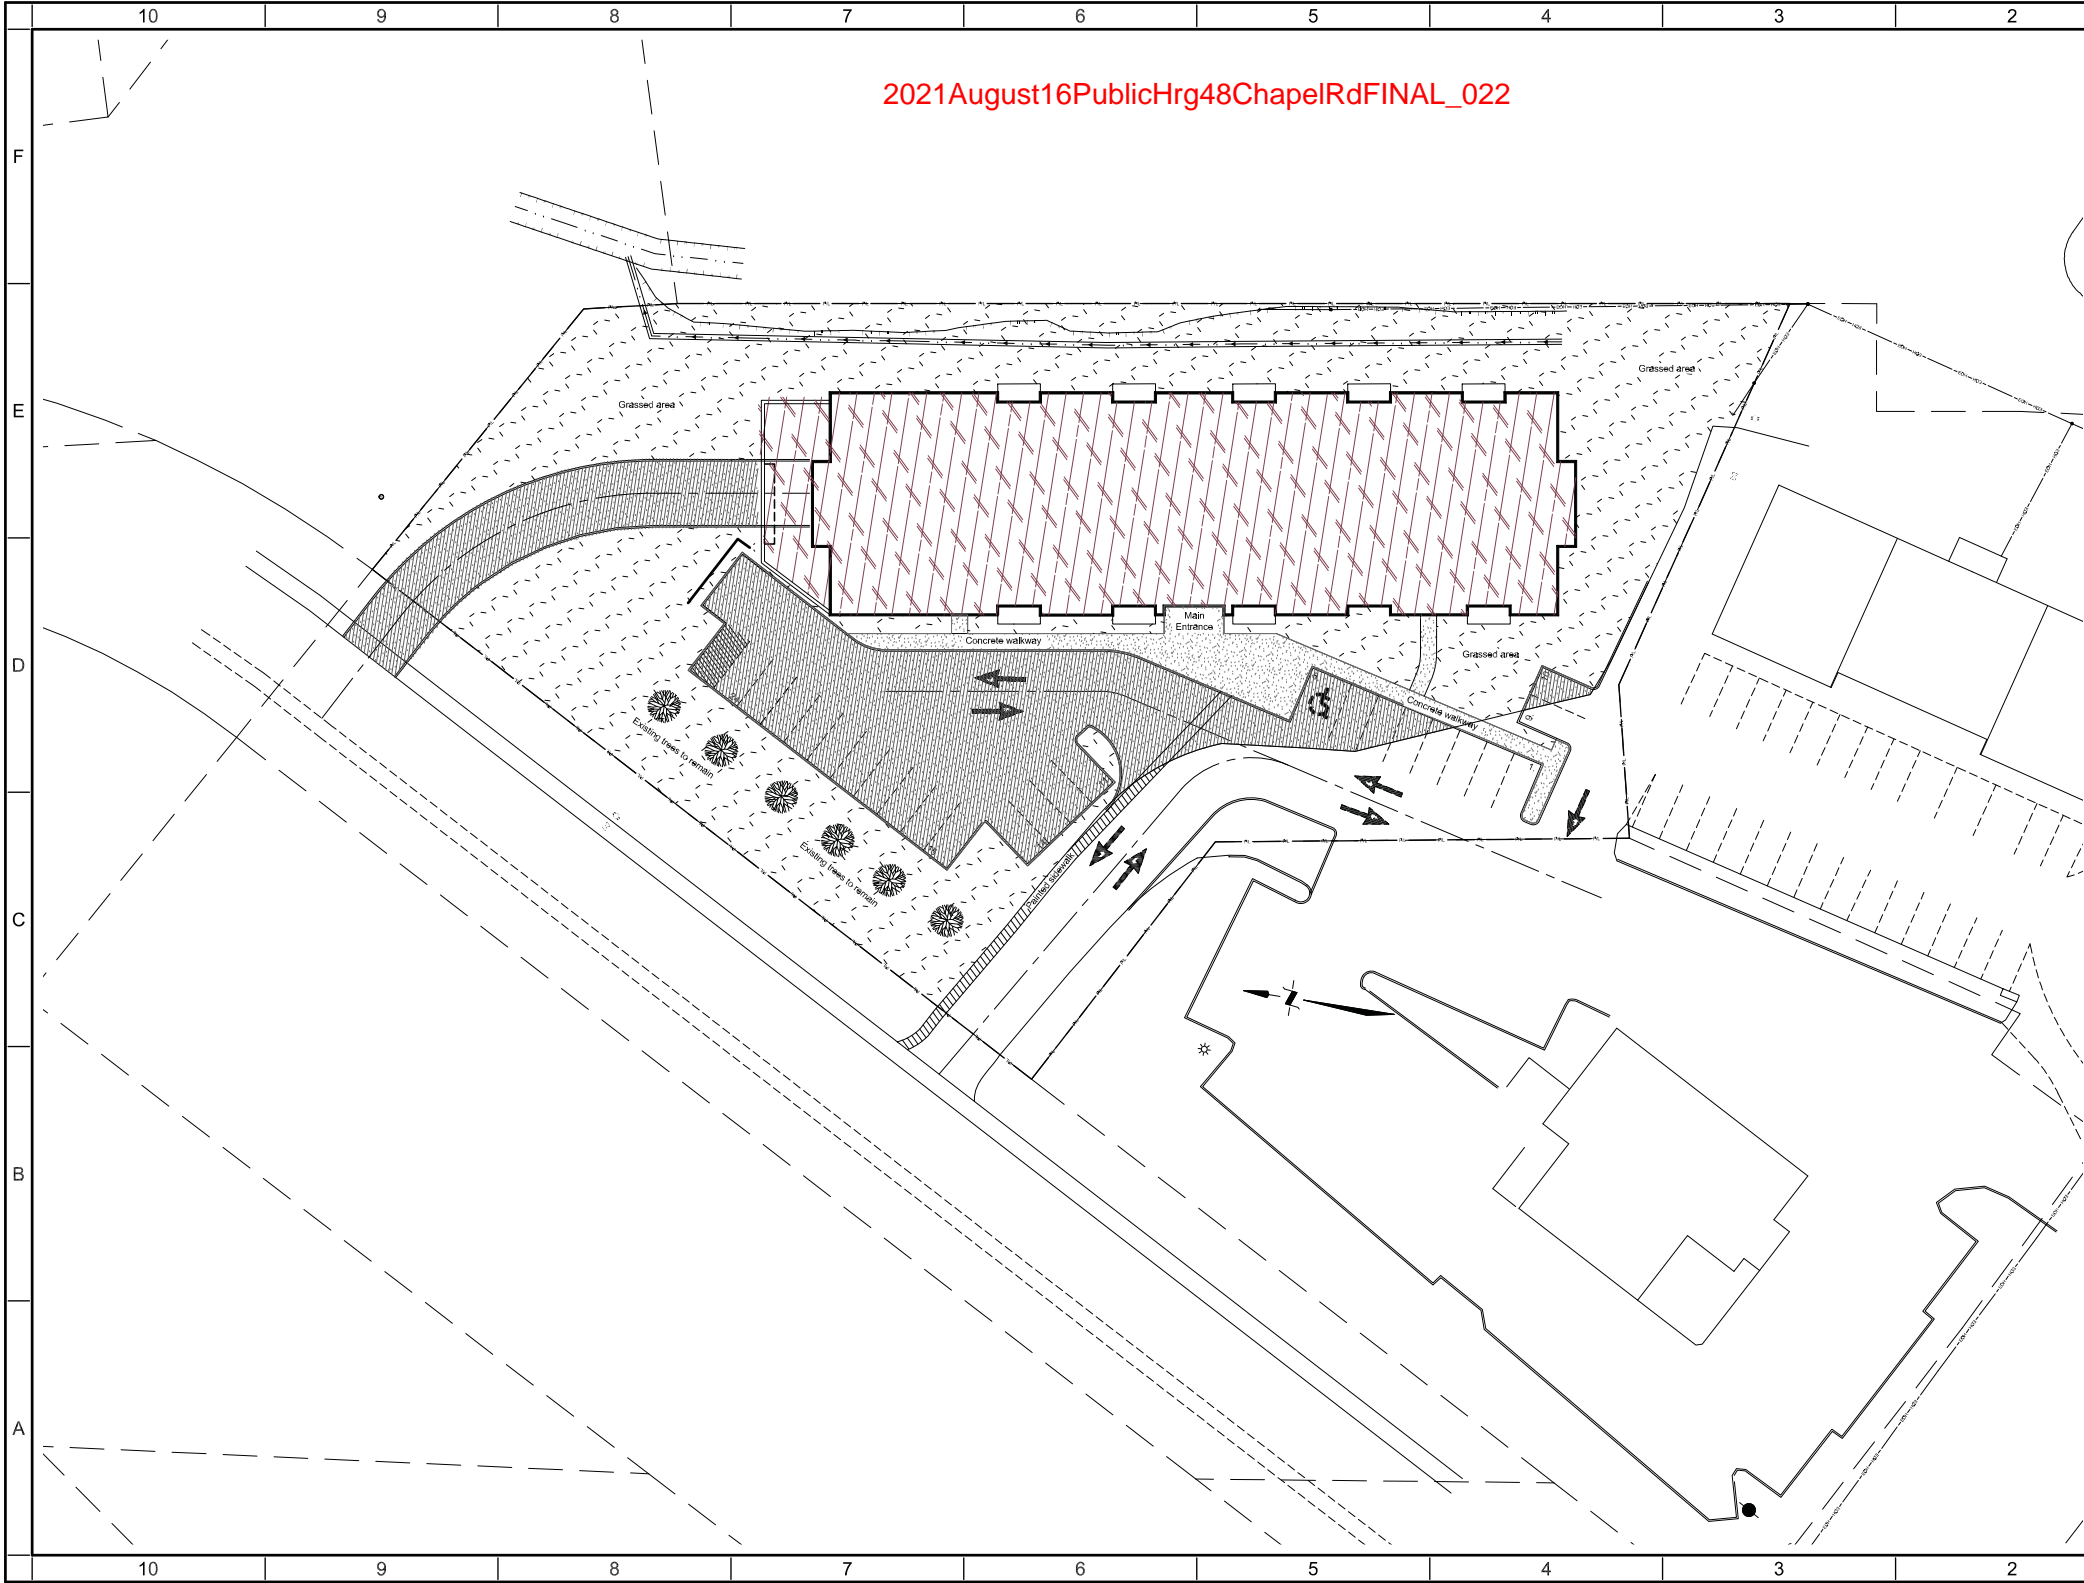 10 9 8 7 6 5 4 3 2
2021August16PublicHrg48ChapelRdFINAL_022
F
E
D
C
B
A
Grassed area
Grassed area
Main
Entrance
Concrete walkway
Grassed area
Concrete walkway
Existing trees to remain
Existing trees to remain
Painted sidewalk
10 9 8 7 6 5 4 3 2